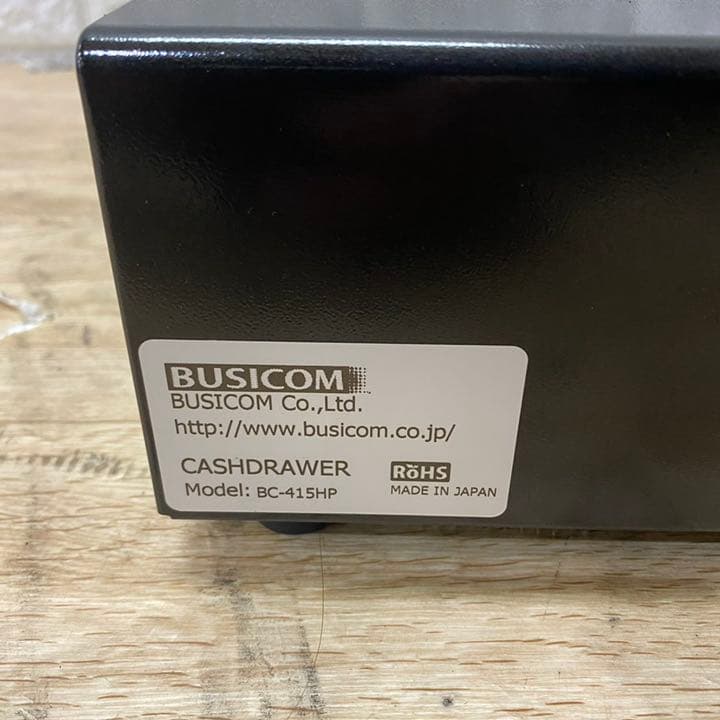 BUSICOM
BUSICOM Co.,Ltd.
http://www.busicom.co.jp/
CASHDRAWER
Model: BC-415HP
RoHS
MADE IN JAPAN